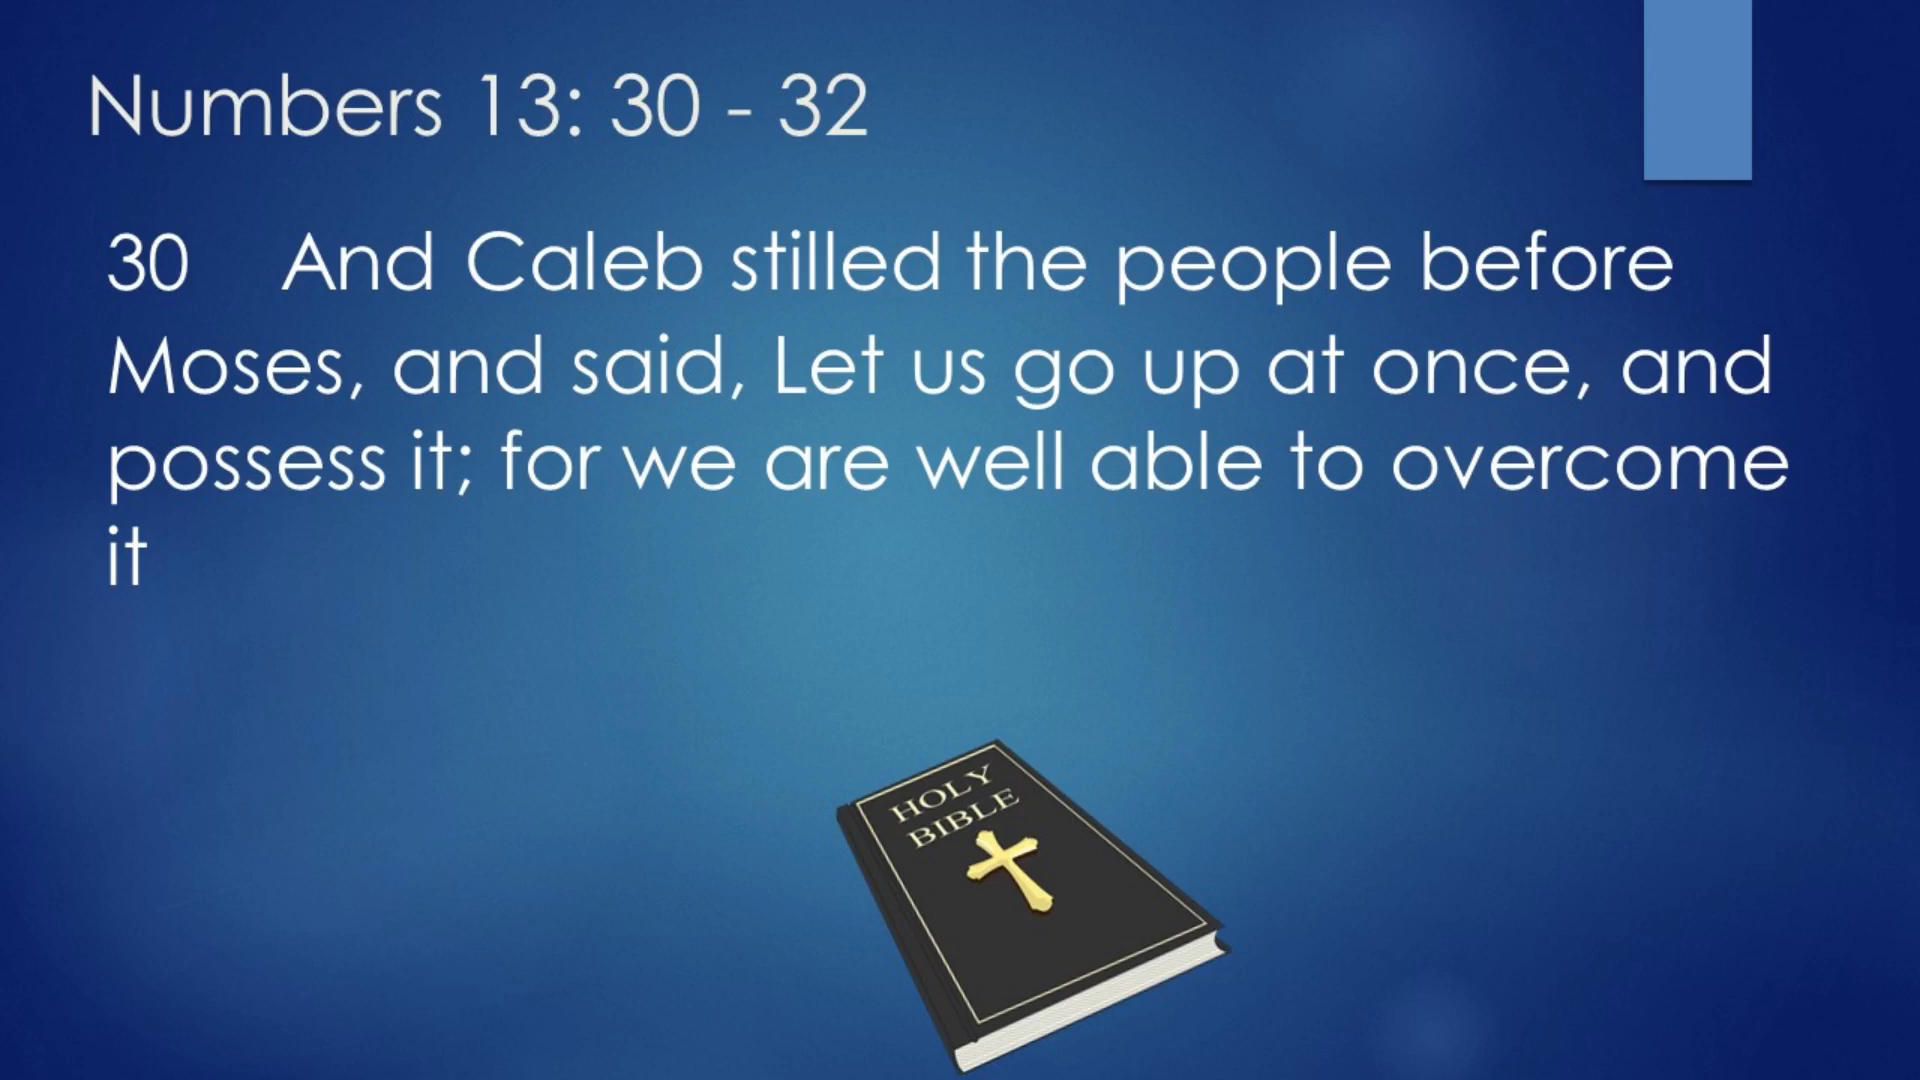 Numbers 13: 30 - 32
30 And Caleb stilled the people before
Moses, and said, Let us go up at once, and
possess it; for we are well able to overcome
it
HOLY
BIBLE